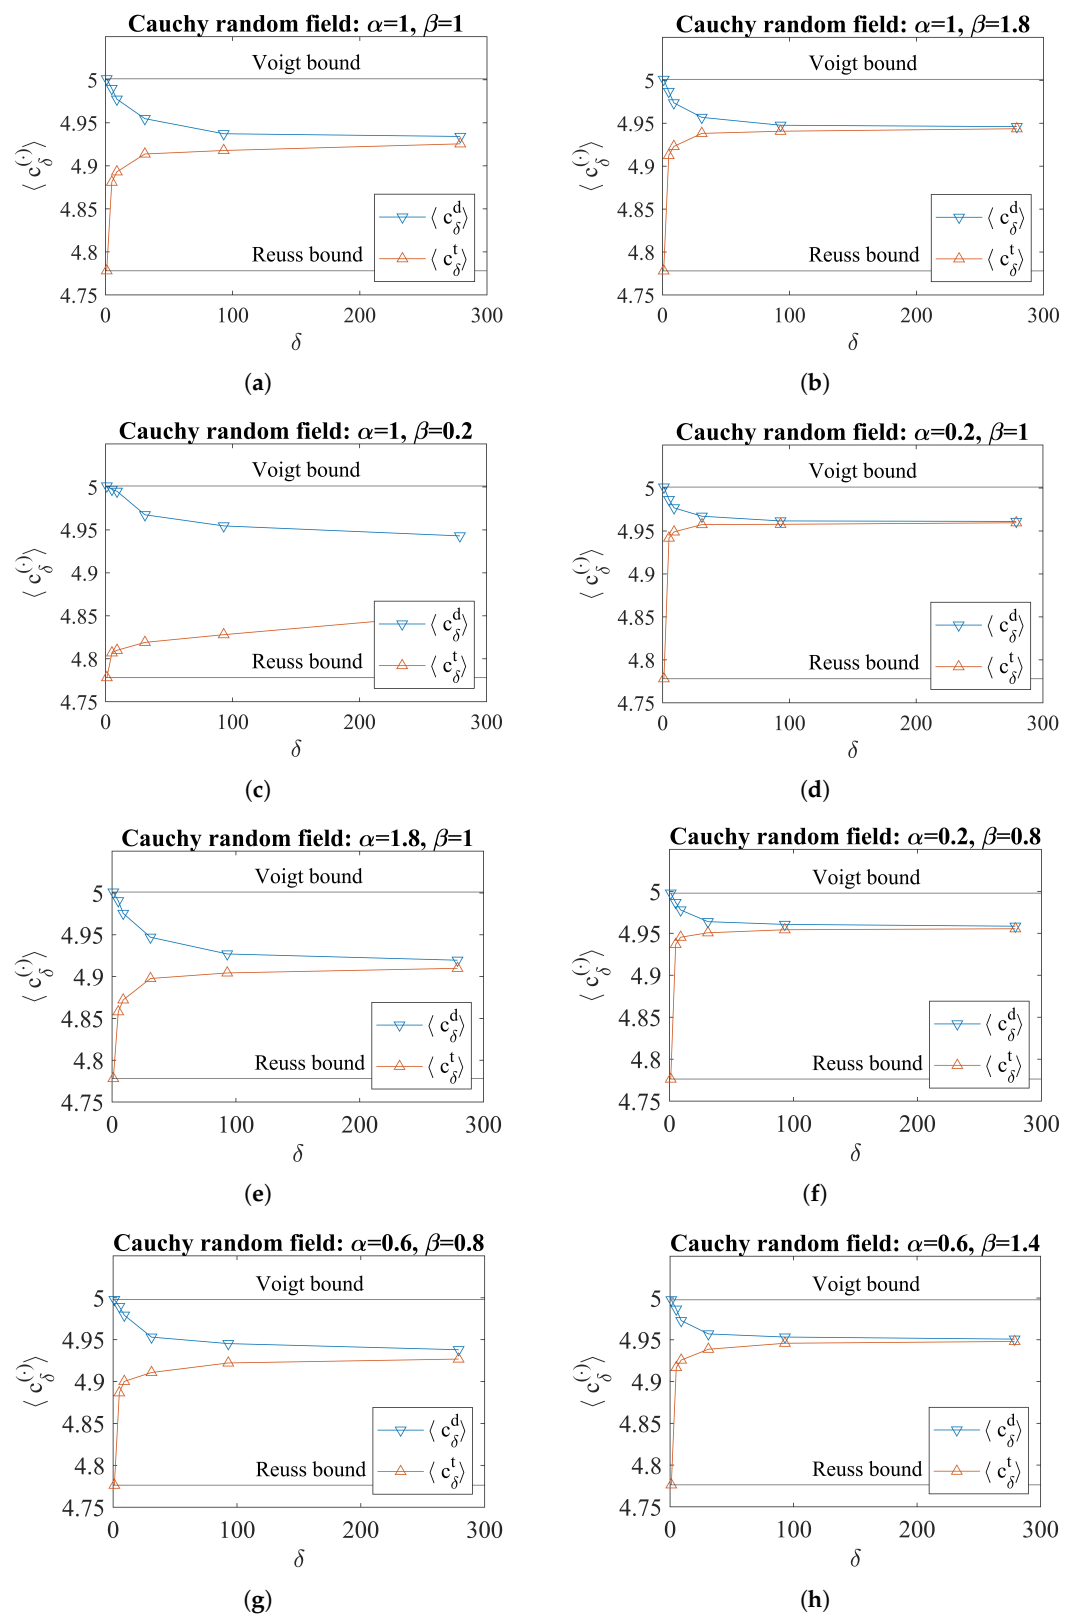 Cauchy random field: α=1, β=1
Voigt bound
5
4.95
4.9
4.85
4.8
4.75
⟨ c_δ^(·) ⟩
⟨ c_δ^d ⟩
⟨ c_δ^t ⟩
Reuss bound
0 100 200 300
δ
(a)
Cauchy random field: α=1, β=1.8
Voigt bound
5
4.95
4.9
4.85
4.8
4.75
⟨ c_δ^(·) ⟩
⟨ c_δ^d ⟩
⟨ c_δ^t ⟩
Reuss bound
0 100 200 300
δ
(b)
Cauchy random field: α=1, β=0.2
Voigt bound
5
4.95
4.9
4.85
4.8
4.75
⟨ c_δ^(·) ⟩
⟨ c_δ^d ⟩
⟨ c_δ^t ⟩
Reuss bound
0 100 200 300
δ
(c)
Cauchy random field: α=0.2, β=1
Voigt bound
5
4.95
4.9
4.85
4.8
4.75
⟨ c_δ^(·) ⟩
⟨ c_δ^d ⟩
⟨ c_δ^t ⟩
Reuss bound
0 100 200 300
δ
(d)
Cauchy random field: α=1.8, β=1
Voigt bound
5
4.95
4.9
4.85
4.8
4.75
⟨ c_δ^(·) ⟩
⟨ c_δ^d ⟩
⟨ c_δ^t ⟩
Reuss bound
0 100 200 300
δ
(e)
Cauchy random field: α=0.2, β=0.8
Voigt bound
5
4.95
4.9
4.85
4.8
4.75
⟨ c_δ^(·) ⟩
⟨ c_δ^d ⟩
⟨ c_δ^t ⟩
Reuss bound
0 100 200 300
δ
(f)
Cauchy random field: α=0.6, β=0.8
Voigt bound
5
4.95
4.9
4.85
4.8
4.75
⟨ c_δ^(·) ⟩
⟨ c_δ^d ⟩
⟨ c_δ^t ⟩
Reuss bound
0 100 200 300
δ
(g)
Cauchy random field: α=0.6, β=1.4
Voigt bound
5
4.95
4.9
4.85
4.8
4.75
⟨ c_δ^(·) ⟩
⟨ c_δ^d ⟩
⟨ c_δ^t ⟩
Reuss bound
0 100 200 300
δ
(h)